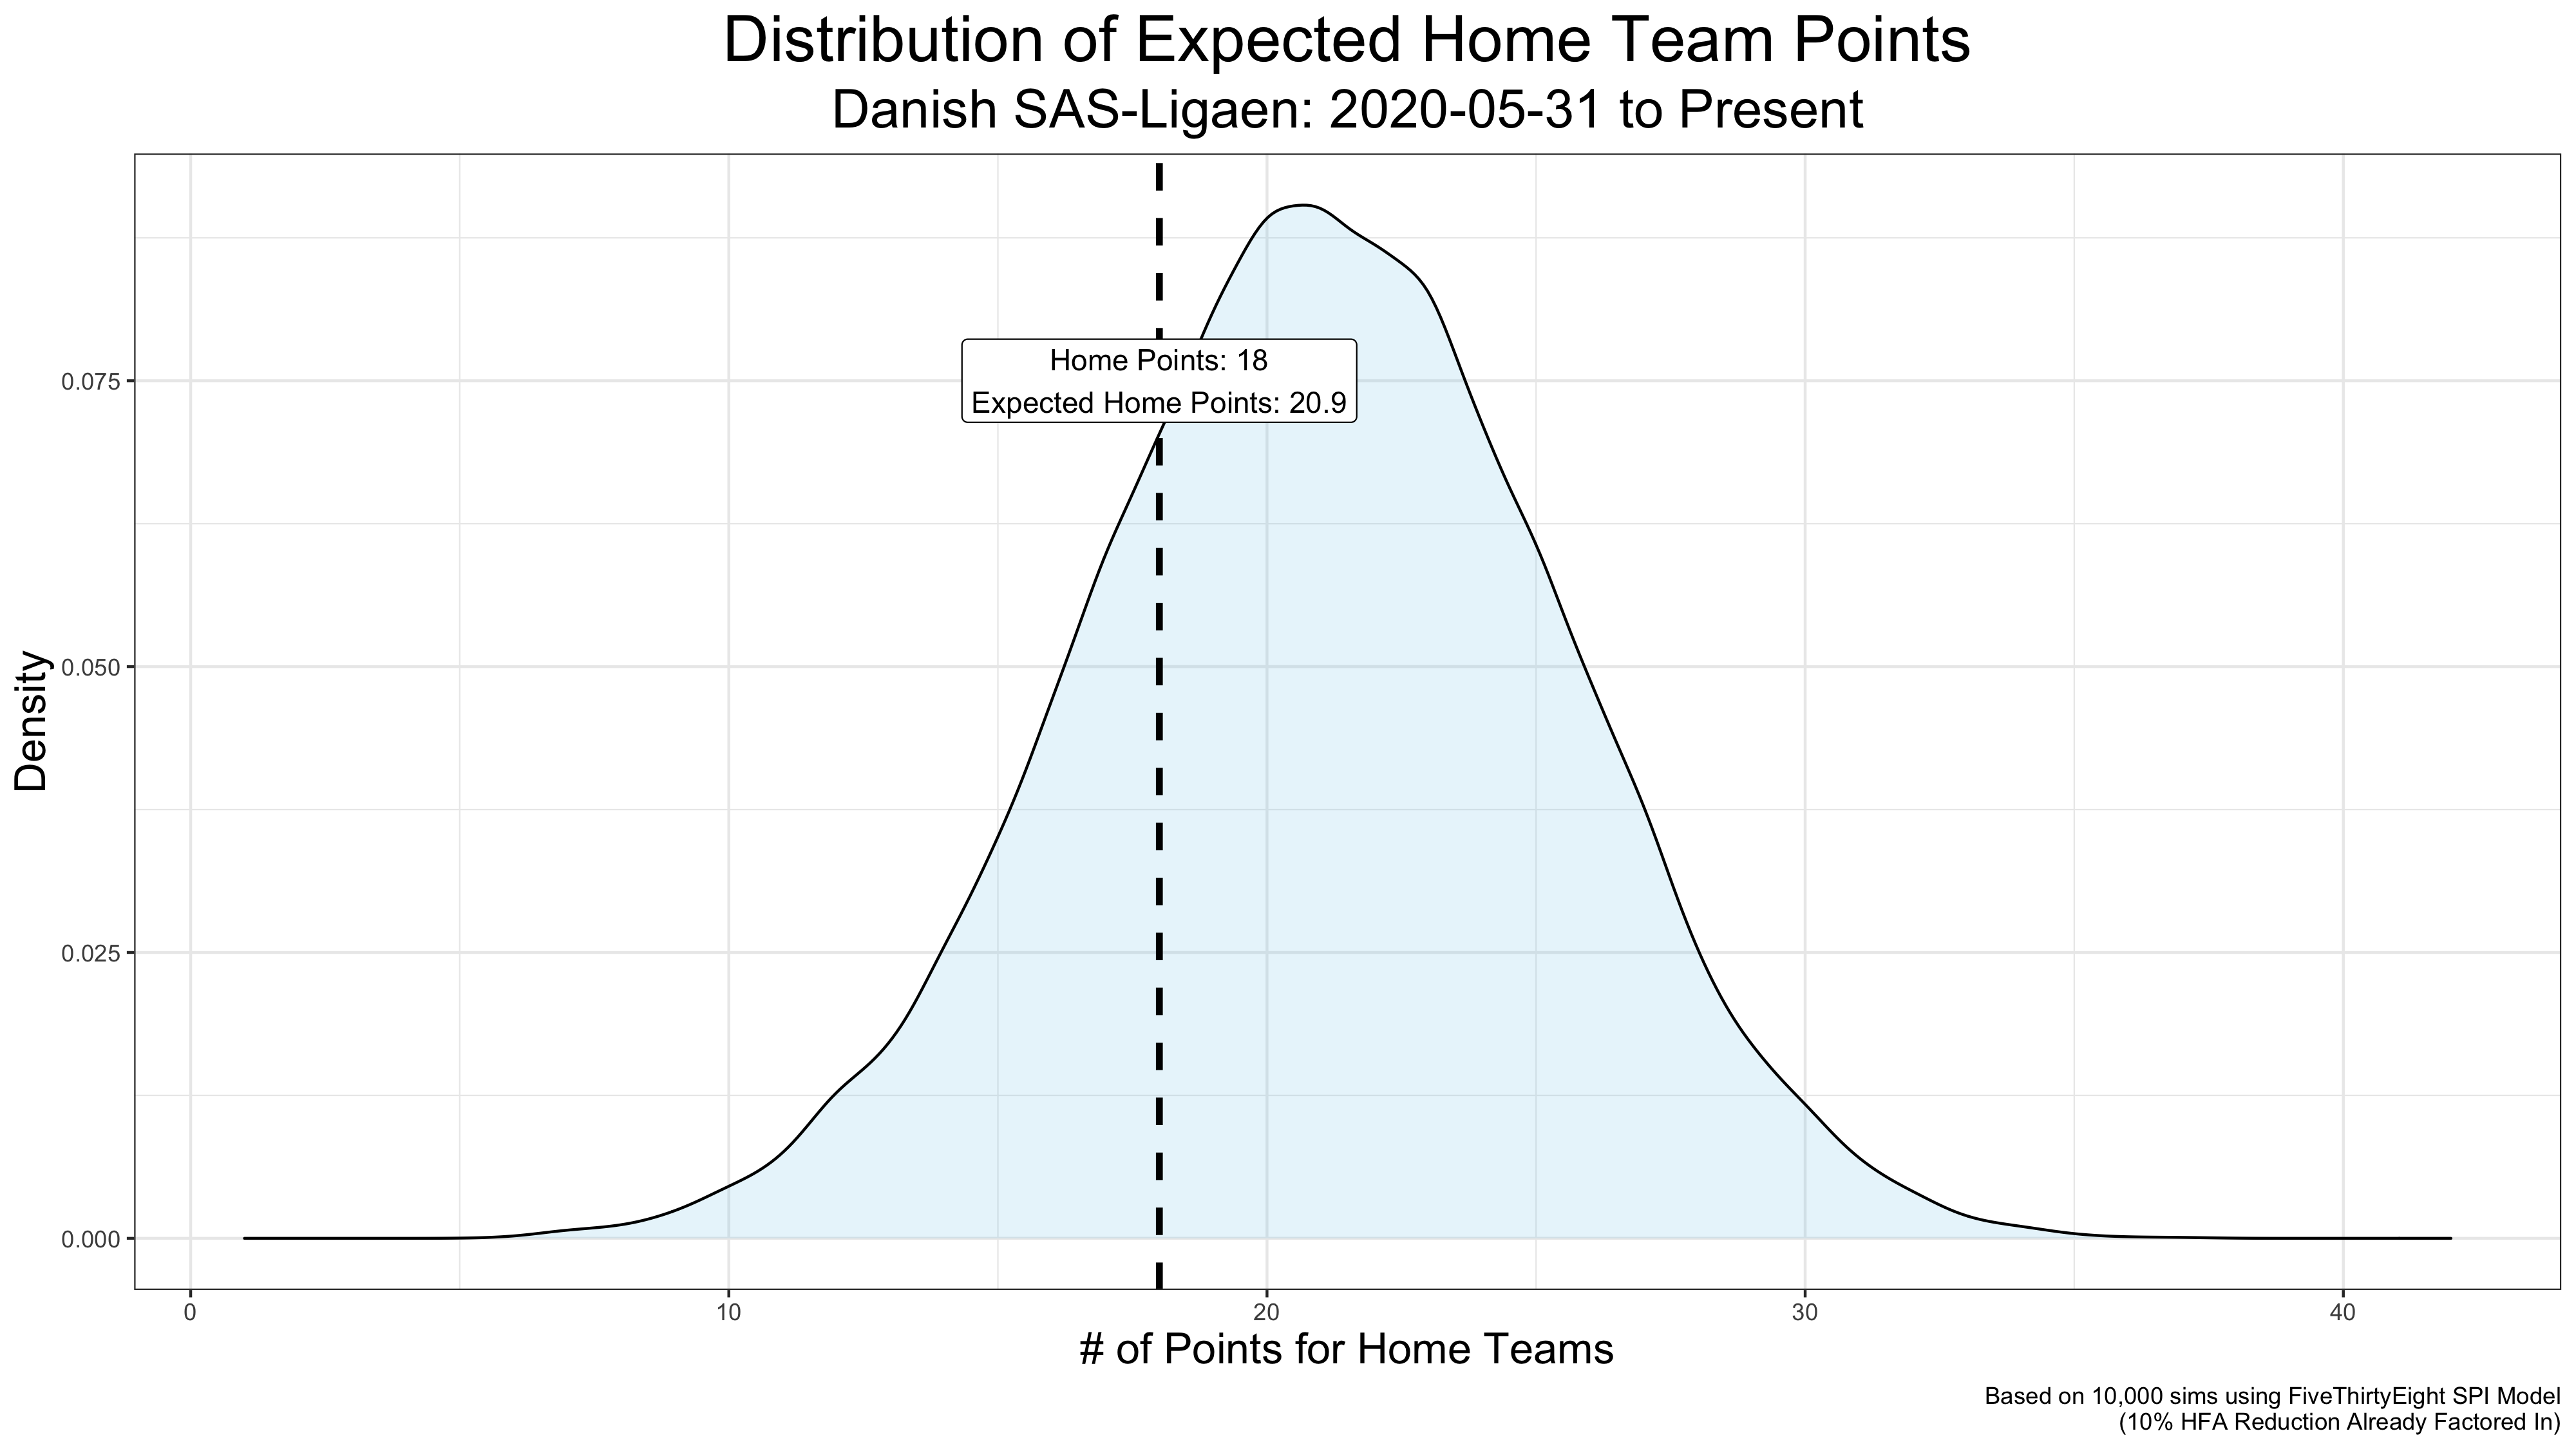 Distribution of Expected Home Team Points
Danish SAS-Ligaen: 2020-05-31 to Present
Home Points: 18
Expected Home Points: 20.9
Density
0.075
0.050
0.025
0.000
0
10
20
30
40
# of Points for Home Teams
Based on 10,000 sims using FiveThirtyEight SPI Model
(10% HFA Reduction Already Factored In)